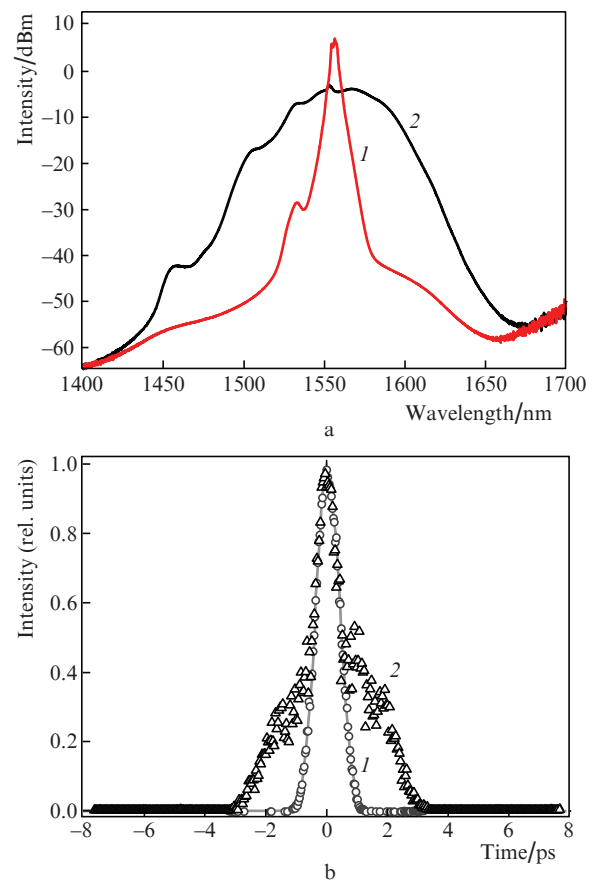 Intensity/dBm
10
0
−10
−20
−30
−40
−50
−60
2
1
1400 1450 1500 1550 1600 1650 1700
Wavelength/nm
a
Intensity (rel. units)
1.0
0.8
0.6
0.4
0.2
0.0
2
1
−8 −6 −4 −2 0 2 4 6 8
Time/ps
b